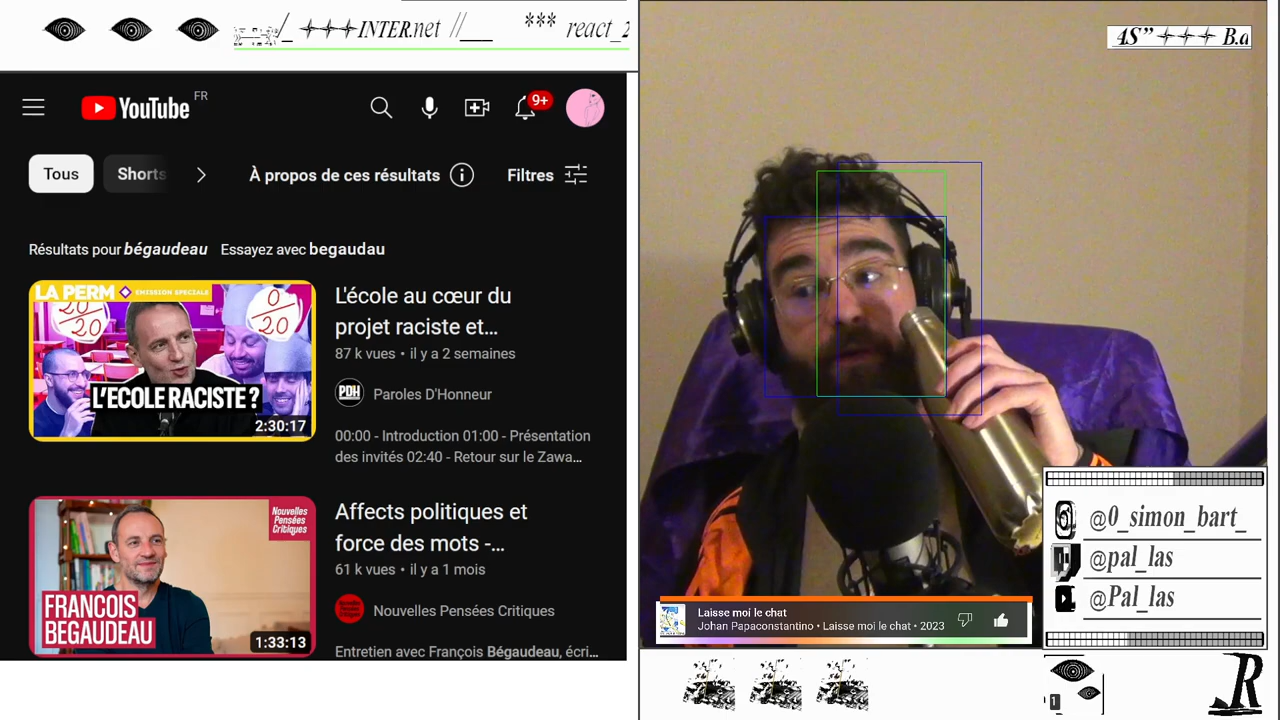 /_ +++INTER.net //___ *** react_2
YouTube FR
9+
Tous
Shorts
À propos de ces résultats
Filtres
Résultats pour bégaudeau Essayez avec begaudau
LA PERM ÉMISSION SPECIALE
20/20
0/20
L'ECOLE RACISTE ?
2:30:17
L'école au cœur du
projet raciste et...
87 k vues • il y a 2 semaines
PDH
Paroles D'Honneur
00:00 - Introduction 01:00 - Présentation
des invités 02:40 - Retour sur le Zawa...
Nouvelles
Pensées
Critiques
FRANCOIS
BEGAUDEAU
1:33:13
Affects politiques et
force des mots -...
61 k vues • il y a 1 mois
Nouvelles Pensées Critiques
Entretien avec François Bégaudeau, écri...
4S" +++ B.a
@0_simon_bart_
@pal_las
@Pal_las
Laisse moi le chat
Johan Papaconstantino • Laisse moi le chat • 2023
1
R